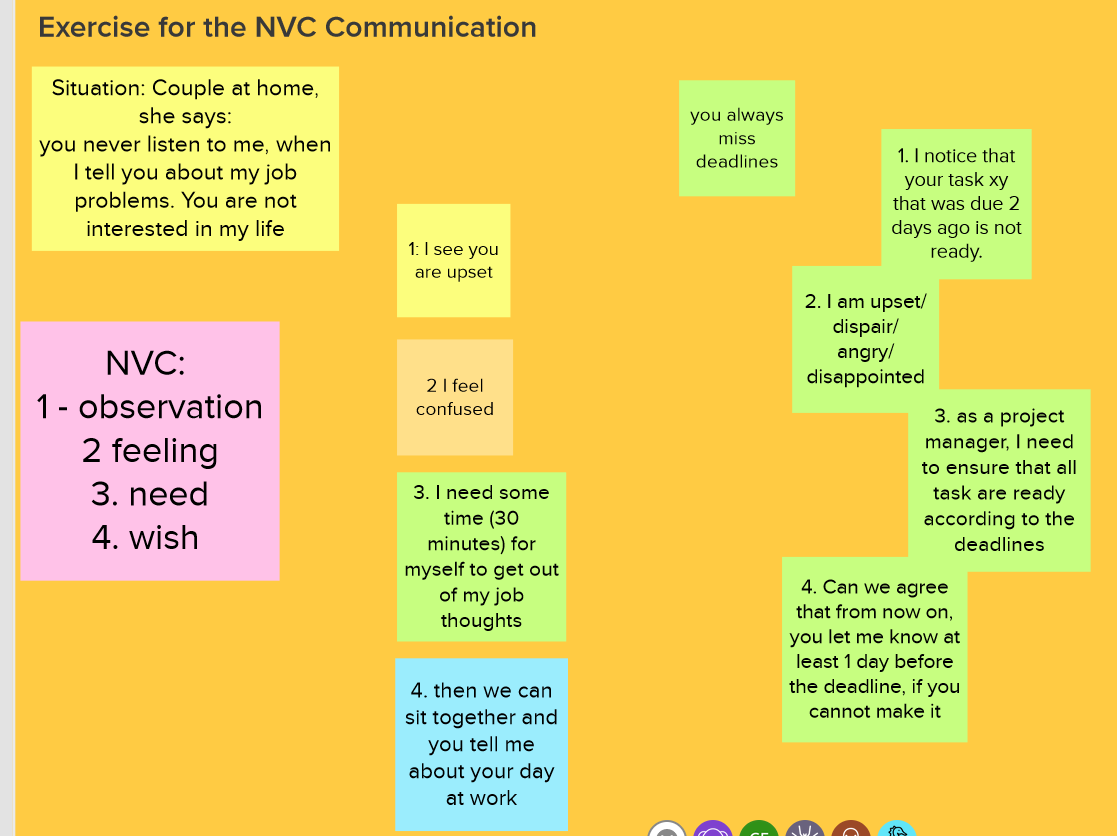 Exercise for the NVC Communication
Situation: Couple at home,
she says:
you never listen to me, when
I tell you about my job
problems. You are not
interested in my life
NVC:
1 - observation
2 feeling
3. need
4. wish
1: I see you
are upset
2 I feel
confused
3. I need some
time (30
minutes) for
myself to get out
of my job
thoughts
4. then we can
sit together and
you tell me
about your day
at work
you always
miss
deadlines
1. I notice that
your task xy
that was due 2
days ago is not
ready.
2. I am upset/
dispair/
angry/
disappointed
3. as a project
manager, I need
to ensure that all
task are ready
according to the
deadlines
4. Can we agree
that from now on,
you let me know at
least 1 day before
the deadline, if you
cannot make it